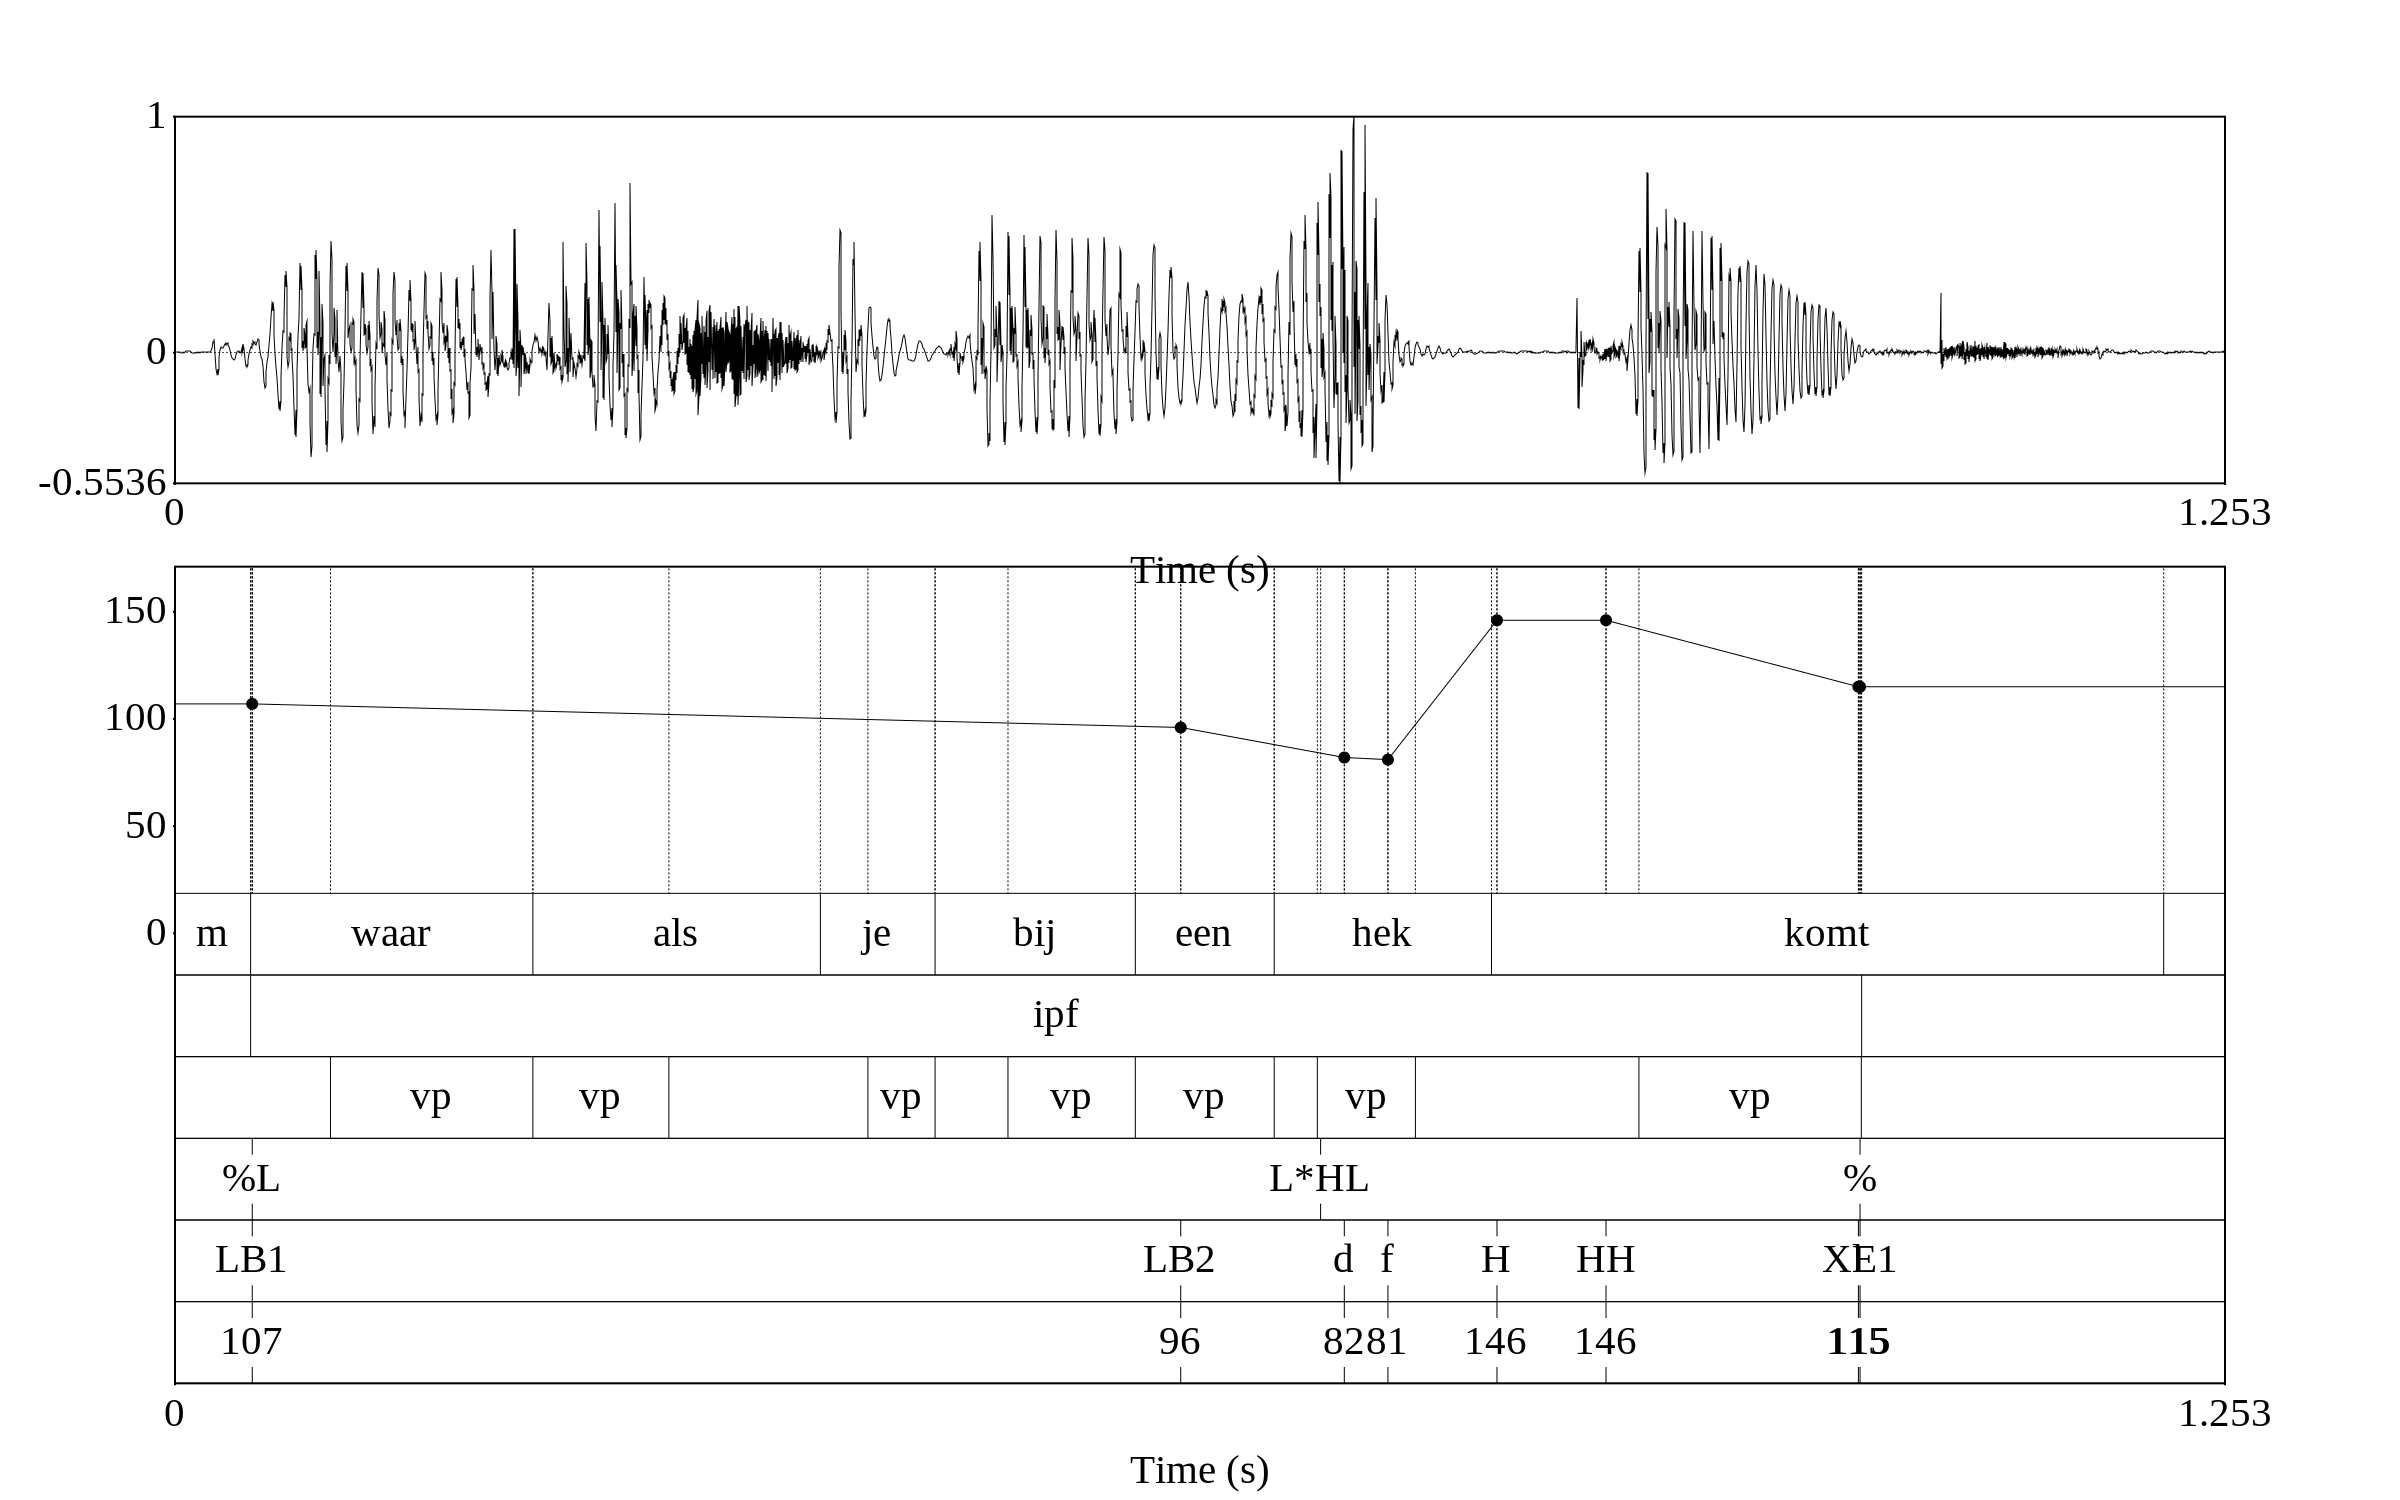 1
0
-0.5536
0 1.253
Time (s)
150
100
50
0 m waar als je bij een hek komt
ipf
vp vp vp vp vp vp vp
%L L*HL %
LB1 LB2 d f H HH XE1
107 96 82 81 146 146 115
0 1.253
Time (s)